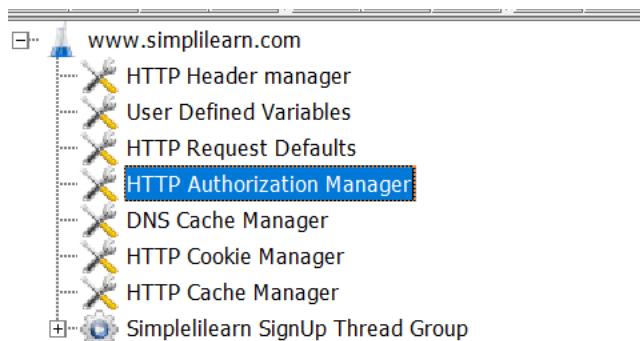 www.simplilearn.com
HTTP Header manager
User Defined Variables
HTTP Request Defaults
HTTP Authorization Manager
DNS Cache Manager
HTTP Cookie Manager
HTTP Cache Manager
Simplelilearn SignUp Thread Group